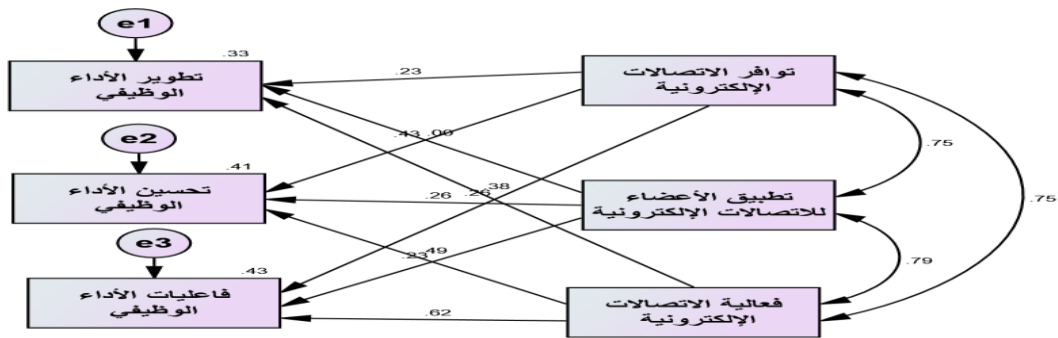 e1
.33
تطوير الأداء
الوظيفي
.23
توافر الاتصالات
الإلكترونية
e2
.43
.00
.75
.41
تحسين الأداء
الوظيفي
.26
.26
.38
تطبيق الأعضاء
للاتصالات الإلكترونية
.75
e3
.43
فاعليات الأداء
الوظيفي
.23
.49
.79
.62
فعالية الاتصالات
الإلكترونية